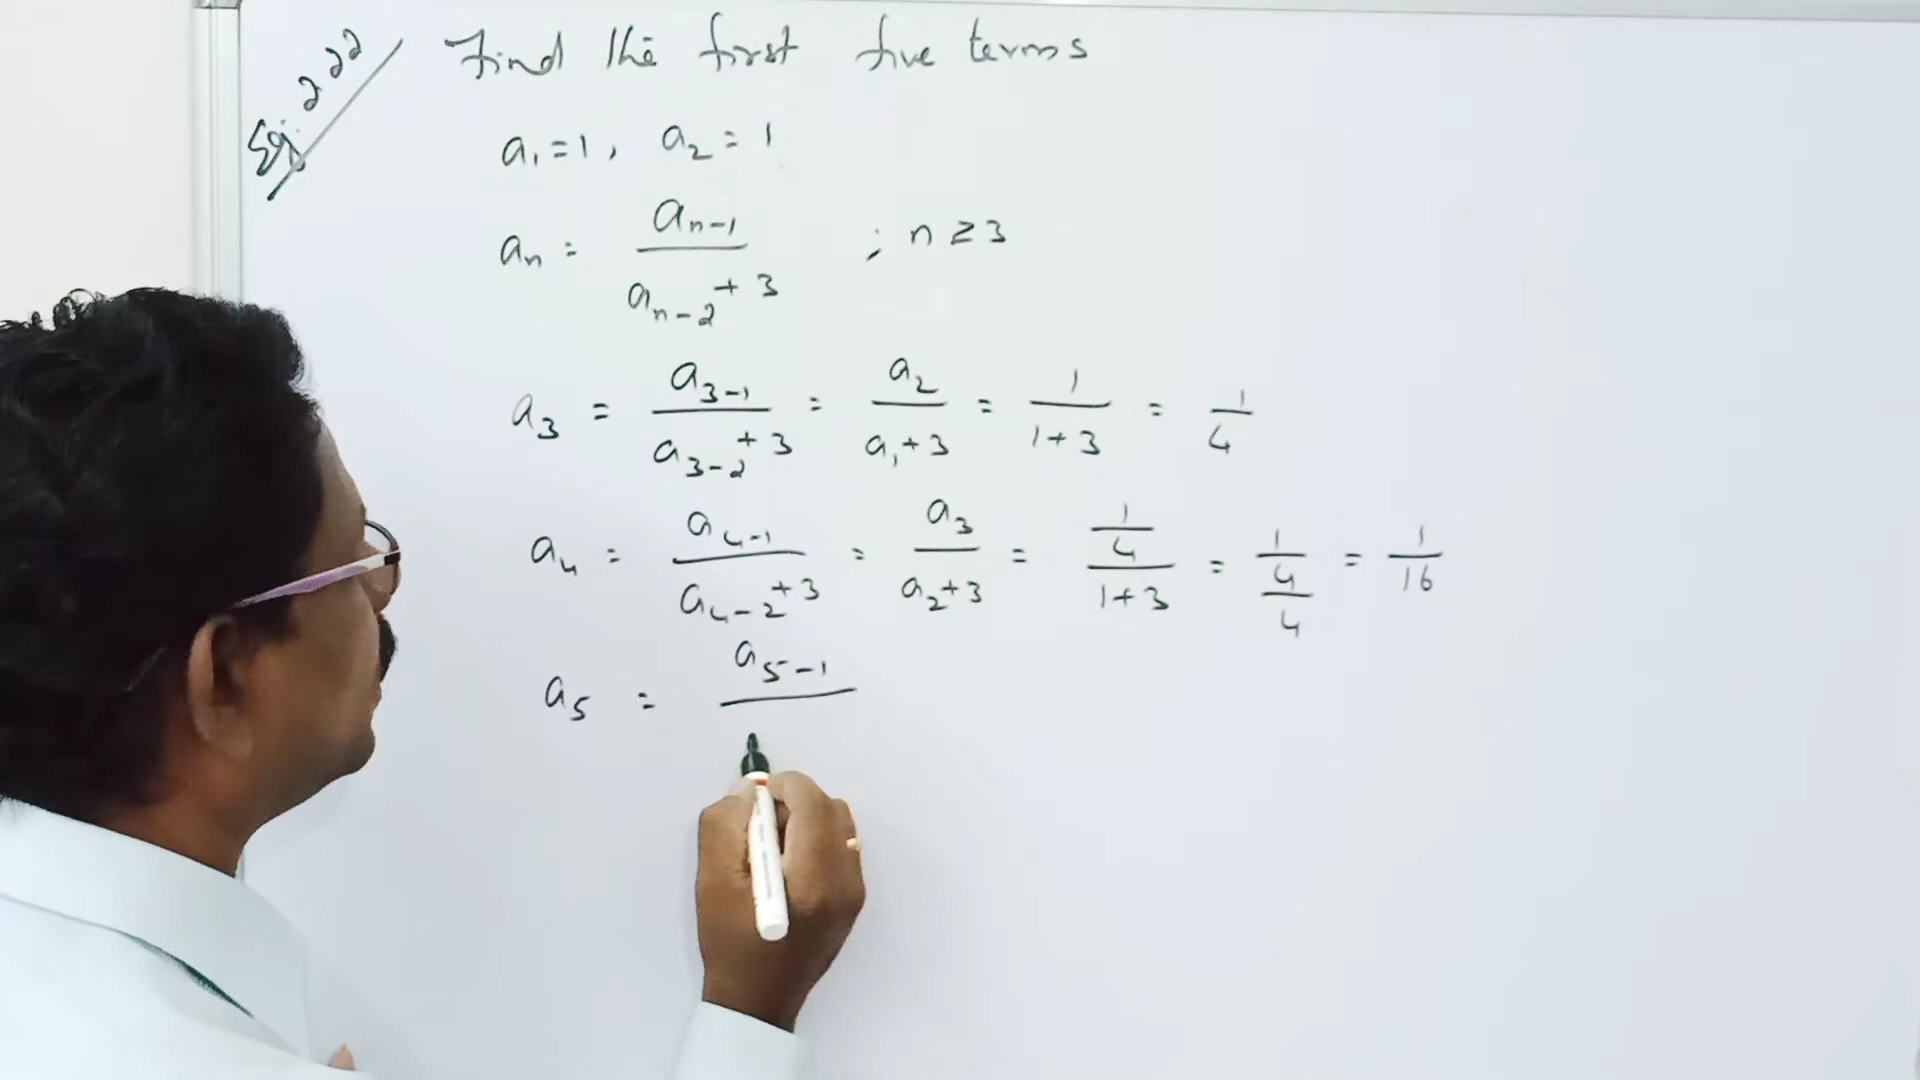 Eg. 2.22
Find the first five terms
a₁ = 1, a₂ = 1
aₙ = aₙ₋₁ / (aₙ₋₂ + 3) ; n ≥ 3
a₃ = a₃₋₁ / (a₃₋₂ + 3) = a₂ / (a₁ + 3) = 1 / (1 + 3) = 1/4
a₄ = a₄₋₁ / (a₄₋₂ + 3) = a₃ / (a₂ + 3) = (1/4) / (1 + 3) = (1/4) / 4 = 1/16
a₅ = a₅₋₁ /